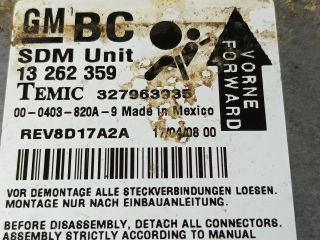 GM BC
SDM Unit
13 262 359
TEMIC 327963935
00-0403-820A-9 Made in Mexico
REV8D17A2A 17/04/08 00
VORNE
FORWARD
VOR DEMONTAGE ALLE STECKVERBINDUNGEN LOESEN.
MONTAGE NUR NACH EINBAUANLEITUNG.
BEFORE DISASSEMBLY, DETACH ALL CONNECTORS.
ASSEMBLY STRICTLY ACCORDING TO MANUAL